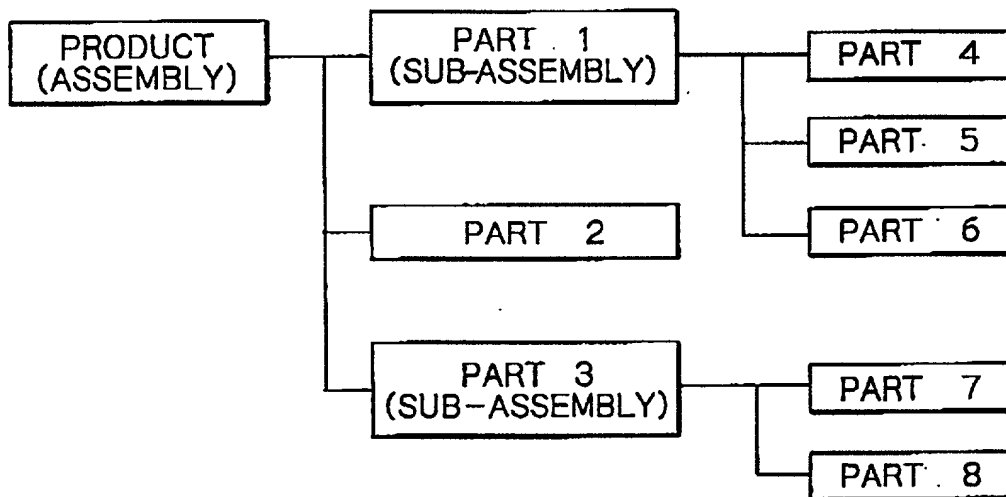 PRODUCT
(ASSEMBLY)
PART 1
(SUB-ASSEMBLY)
PART 4
PART 5
PART 6
PART 2
PART 3
(SUB-ASSEMBLY)
PART 7
PART 8